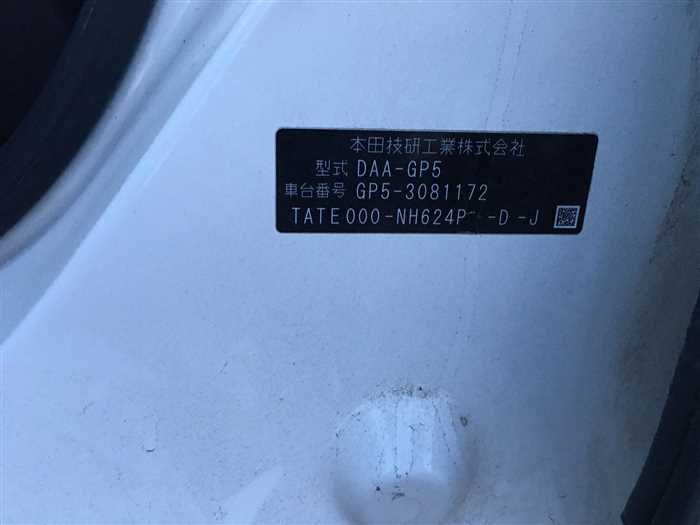 本田技研工業株式会社
型式 DAA-GP5
車台番号 GP5-3081172
TATE000-NH624P -D -J